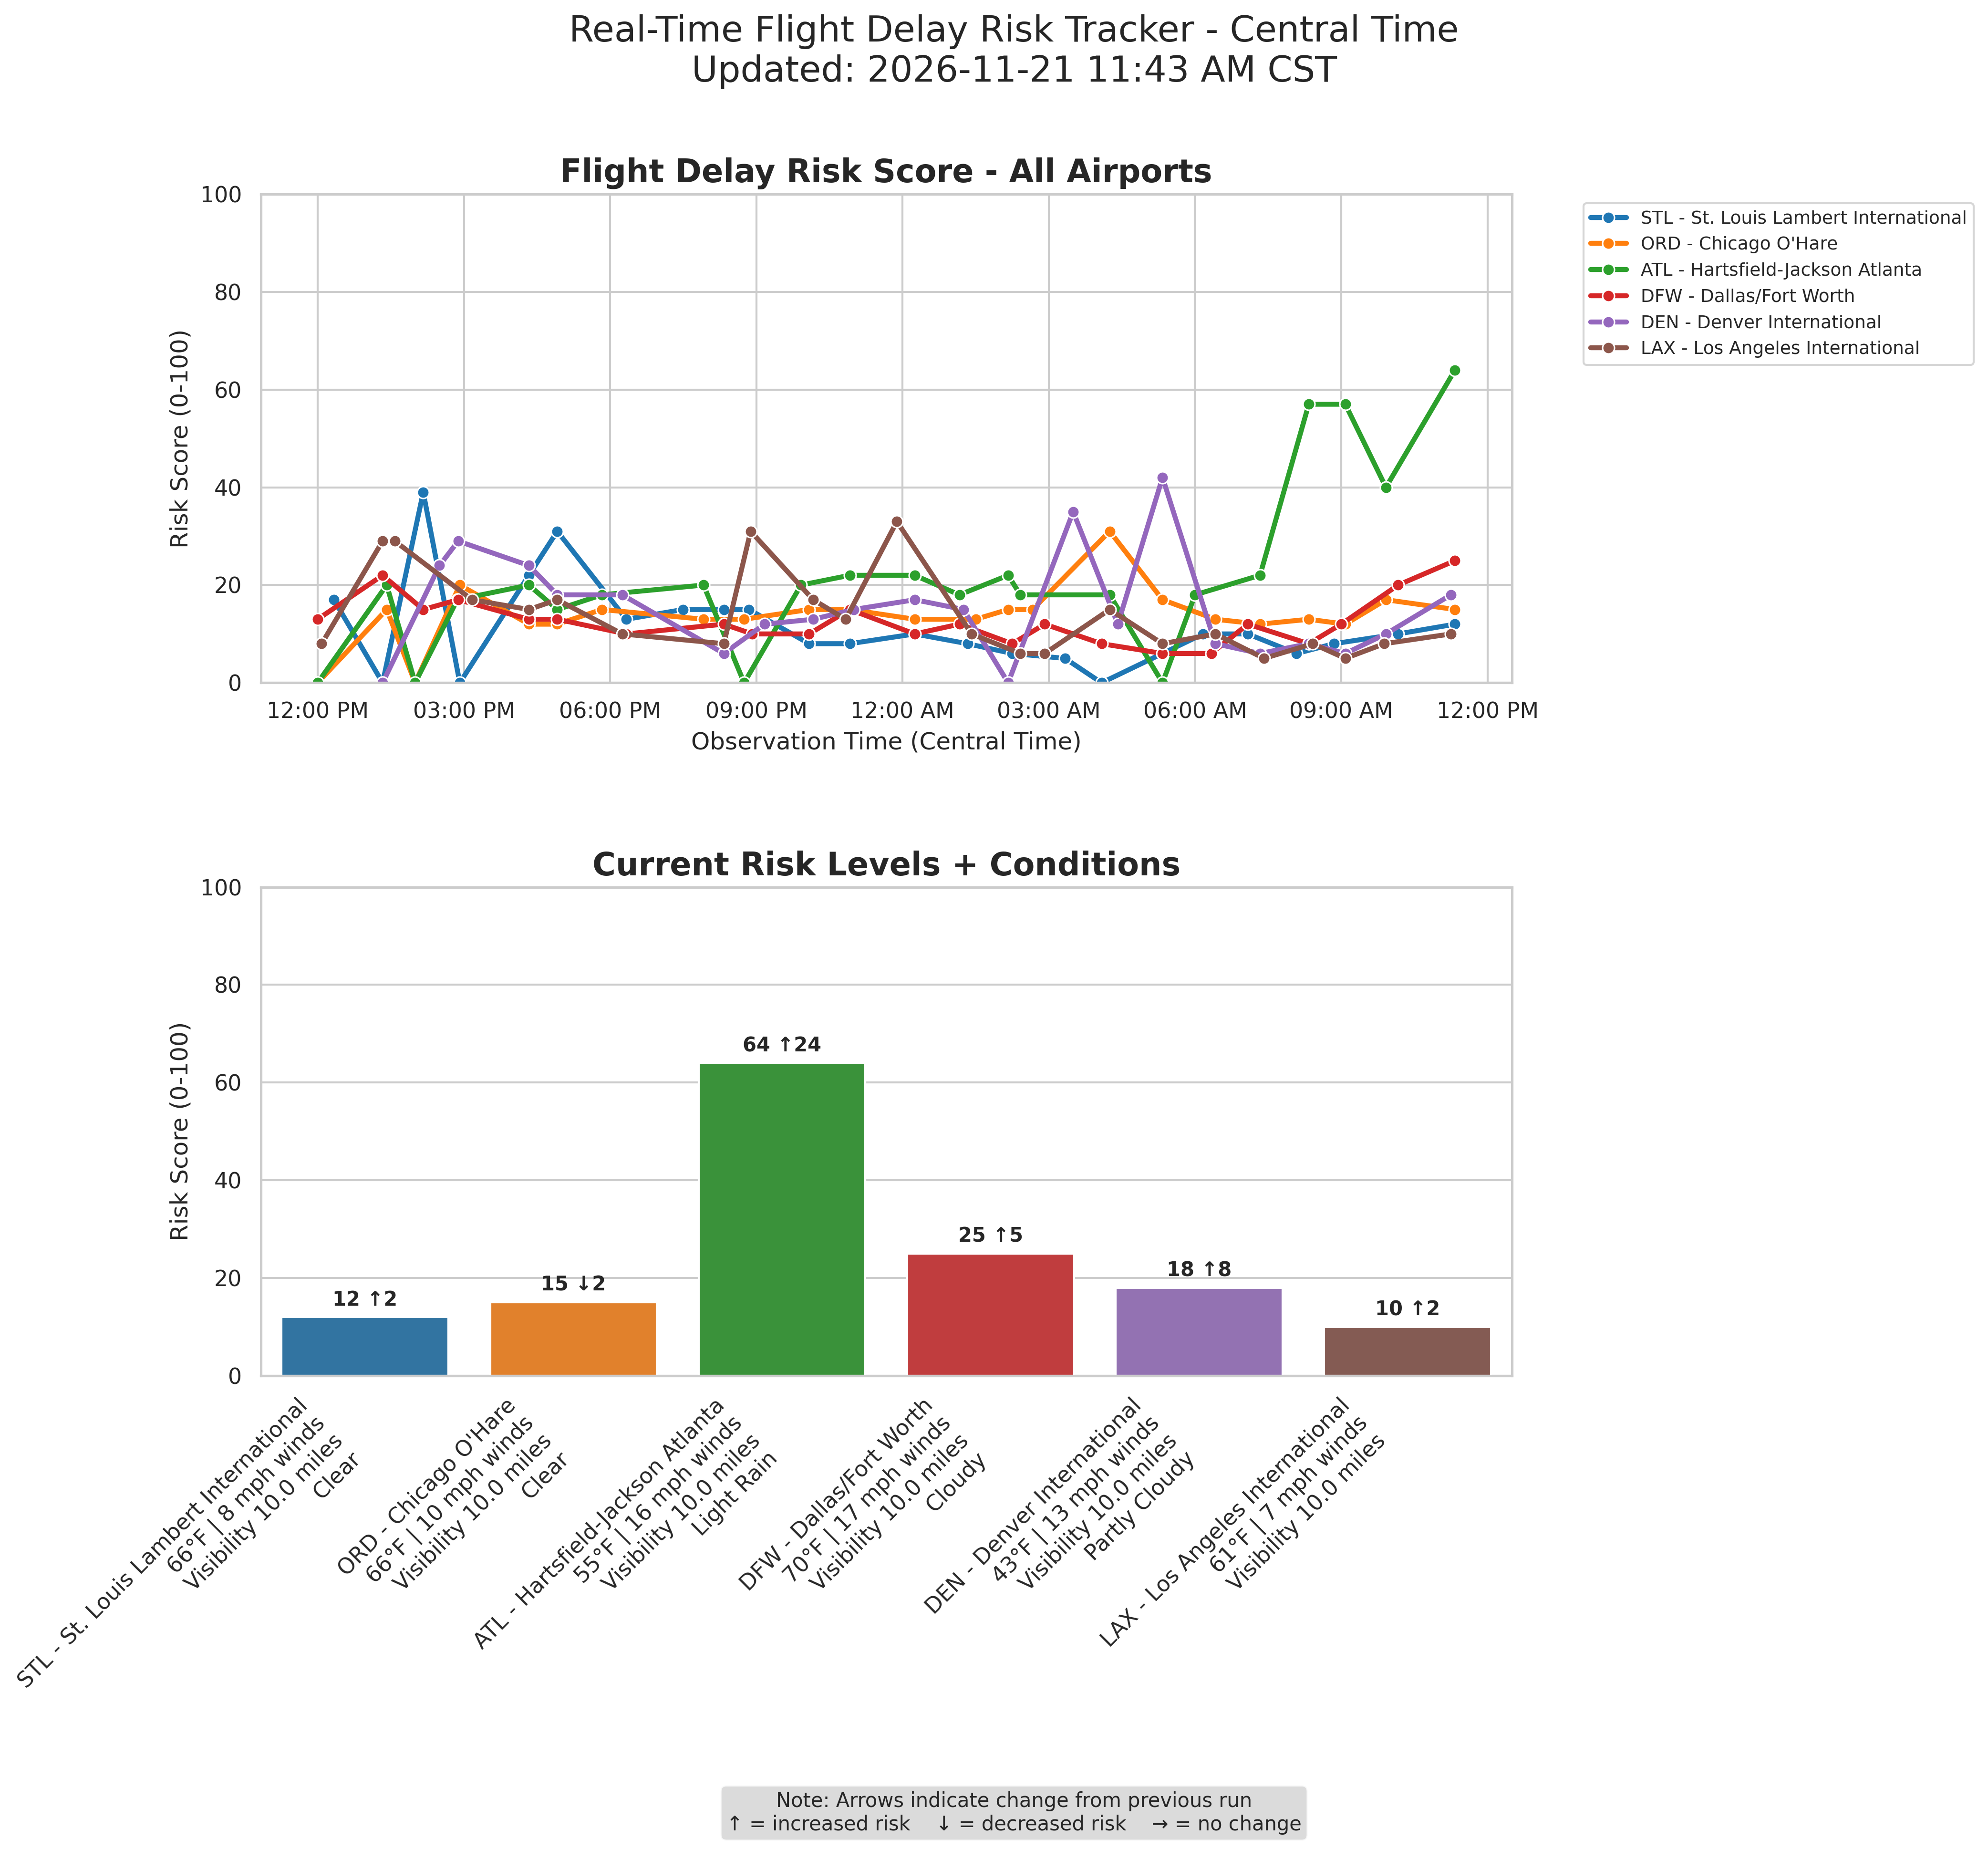 Real-Time Flight Delay Risk Tracker - Central Time
Updated: 2026-11-21 11:43 AM CST
Flight Delay Risk Score - All Airports
Risk Score (0-100)
100
80
60
40
20
0
12:00 PM
03:00 PM
06:00 PM
09:00 PM
12:00 AM
03:00 AM
06:00 AM
09:00 AM
12:00 PM
Observation Time (Central Time)
STL - St. Louis Lambert International
ORD - Chicago O'Hare
ATL - Hartsfield-Jackson Atlanta
DFW - Dallas/Fort Worth
DEN - Denver International
LAX - Los Angeles International
Current Risk Levels + Conditions
Risk Score (0-100)
100
80
60
40
20
0
12 ↑2
15 ↓2
64 ↑24
25 ↑5
18 ↑8
10 ↑2
STL - St. Louis Lambert International
66°F | 8 mph winds
Visibility 10.0 miles
Clear
ORD - Chicago O'Hare
66°F | 10 mph winds
Visibility 10.0 miles
Clear
ATL - Hartsfield-Jackson Atlanta
55°F | 16 mph winds
Visibility 10.0 miles
Light Rain
DFW - Dallas/Fort Worth
70°F | 17 mph winds
Visibility 10.0 miles
Cloudy
DEN - Denver International
43°F | 13 mph winds
Visibility 10.0 miles
Partly Cloudy
LAX - Los Angeles International
61°F | 7 mph winds
Visibility 10.0 miles
Note: Arrows indicate change from previous run
↑ = increased risk ↓ = decreased risk → = no change